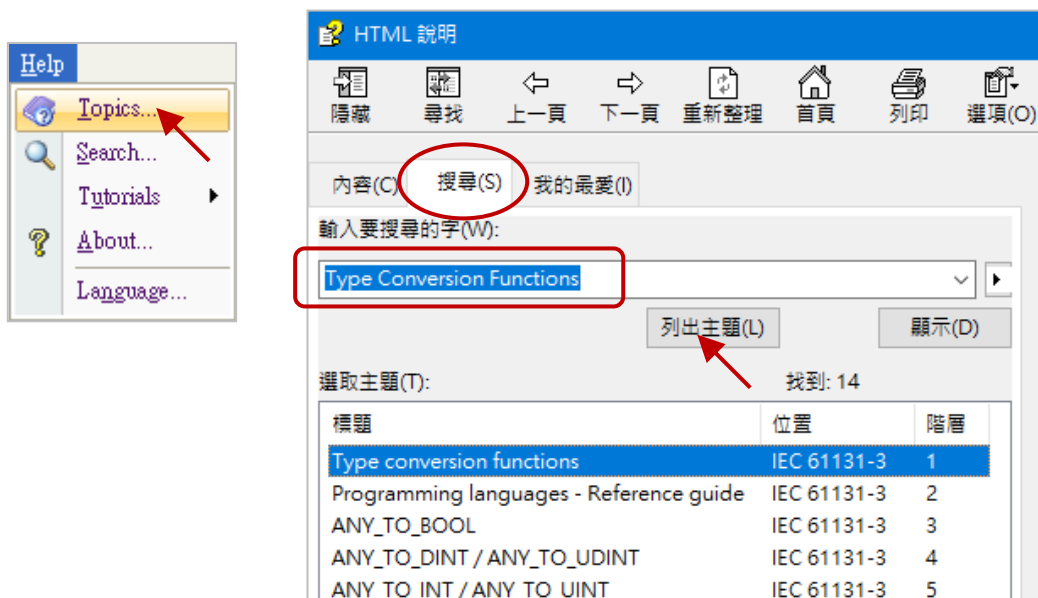 Help
Topics...
Search...
Tutorials
About...
Language...
HTML 說明
隱藏 尋找 上一頁 下一頁 重新整理 首頁 列印 選項(O)
內容(C) 搜尋(S) 我的最愛(I)
輸入要搜尋的字(W):
Type Conversion Functions
列出主題(L) 顯示(D)
選取主題(T): 找到: 14
標題 位置 階層
Type conversion functions IEC 61131-3 1
Programming languages - Reference guide IEC 61131-3 2
ANY_TO_BOOL IEC 61131-3 3
ANY_TO_DINT / ANY_TO_UDINT IEC 61131-3 4
ANY_TO_INT / ANY_TO_UINT IEC 61131-3 5